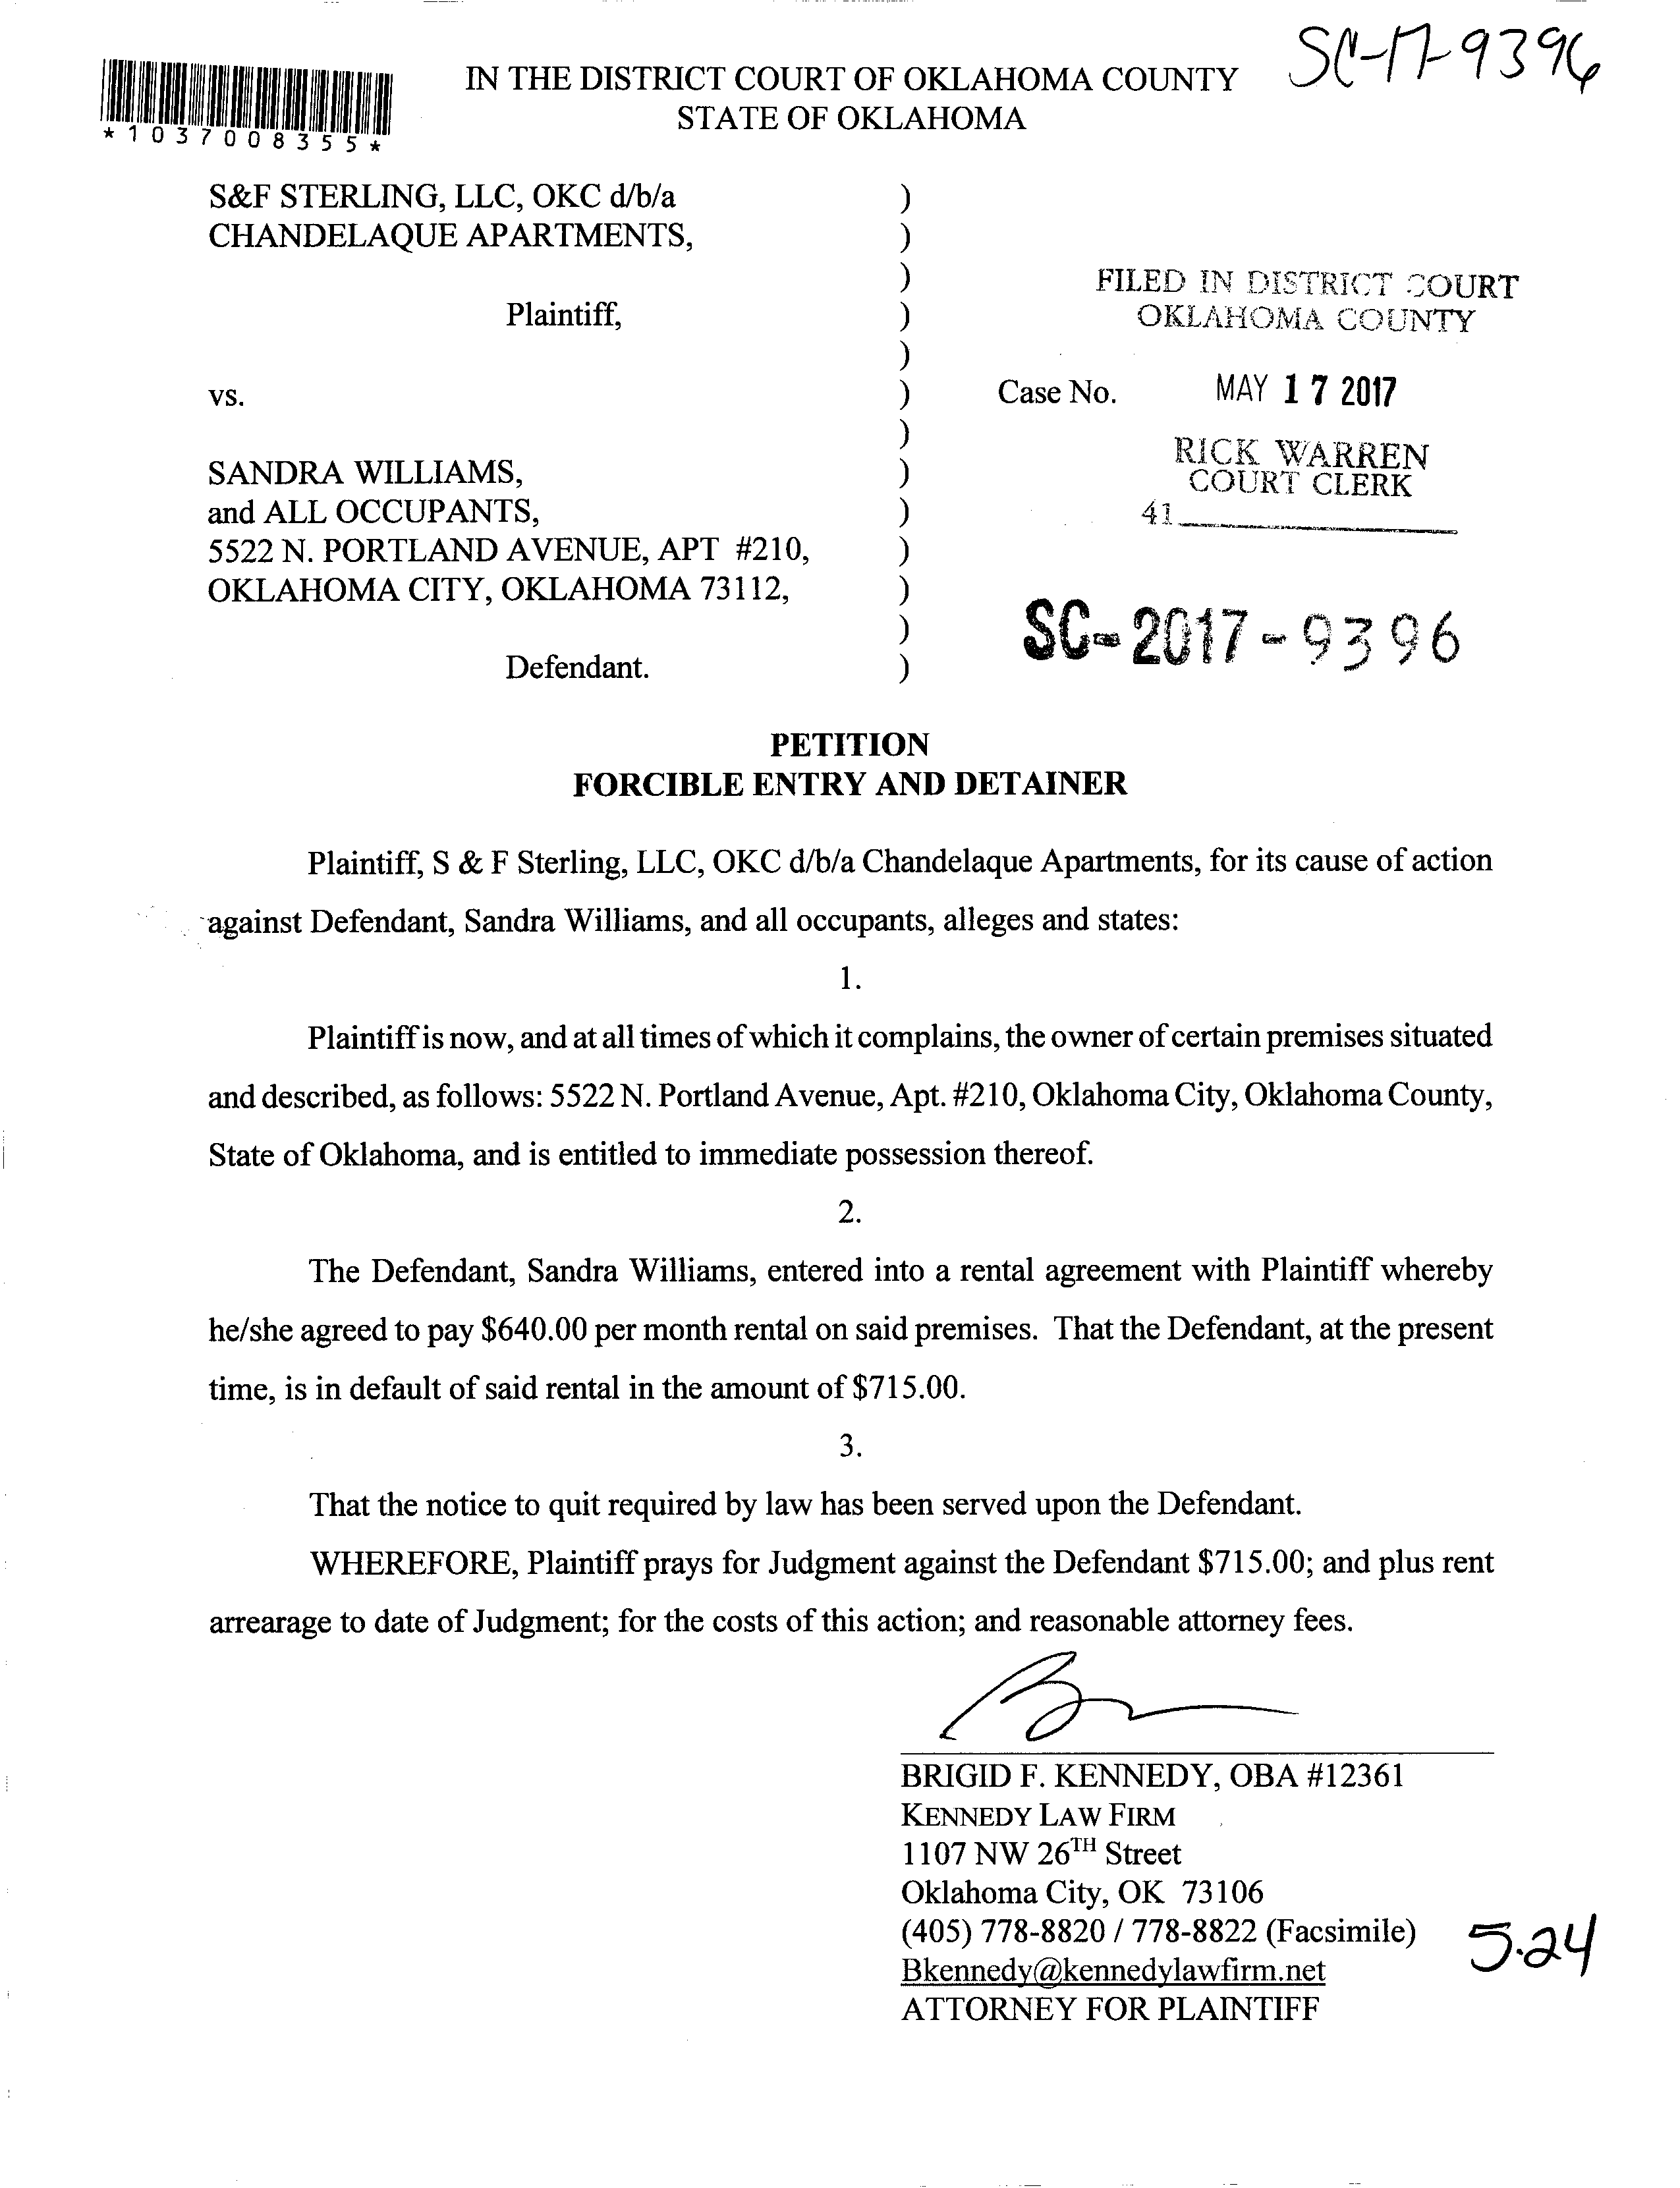 SC-17-9396
*1037008355*
IN THE DISTRICT COURT OF OKLAHOMA COUNTY
STATE OF OKLAHOMA
S&F STERLING, LLC, OKC d/b/a )
CHANDELAQUE APARTMENTS, )
)
Plaintiff, )
)
vs. )
)
SANDRA WILLIAMS, )
and ALL OCCUPANTS, )
5522 N. PORTLAND AVENUE, APT #210, )
OKLAHOMA CITY, OKLAHOMA 73112, )
)
Defendant. )
FILED IN DISTRICT COURT
OKLAHOMA COUNTY
Case No. MAY 17 2017
RICK WARREN
COURT CLERK
41
SC-2017-9396
PETITION
FORCIBLE ENTRY AND DETAINER
Plaintiff, S & F Sterling, LLC, OKC d/b/a Chandelaque Apartments, for its cause of action
against Defendant, Sandra Williams, and all occupants, alleges and states:
1.
Plaintiff is now, and at all times of which it complains, the owner of certain premises situated
and described, as follows: 5522 N. Portland Avenue, Apt. #210, Oklahoma City, Oklahoma County,
State of Oklahoma, and is entitled to immediate possession thereof.
2.
The Defendant, Sandra Williams, entered into a rental agreement with Plaintiff whereby
he/she agreed to pay $640.00 per month rental on said premises. That the Defendant, at the present
time, is in default of said rental in the amount of $715.00.
3.
That the notice to quit required by law has been served upon the Defendant.
WHEREFORE, Plaintiff prays for Judgment against the Defendant $715.00; and plus rent
arrearage to date of Judgment; for the costs of this action; and reasonable attorney fees.
BRIGID F. KENNEDY, OBA #12361
KENNEDY LAW FIRM
1107 NW 26TH Street
Oklahoma City, OK 73106
(405) 778-8820 / 778-8822 (Facsimile)
Bkennedy@kennedylawfirm.net
ATTORNEY FOR PLAINTIFF
5.24